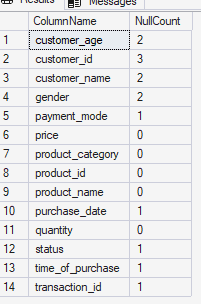 Results Messages
ColumnName NullCount
1 customer_age 2
2 customer_id 3
3 customer_name 2
4 gender 2
5 payment_mode 1
6 price 0
7 product_category 0
8 product_id 0
9 product_name 0
10 purchase_date 1
11 quantity 0
12 status 1
13 time_of_purchase 1
14 transaction_id 1